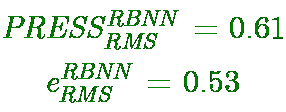 PRESS^{RBNN}_{RMS} = 0.61
e^{RBNN}_{RMS} = 0.53